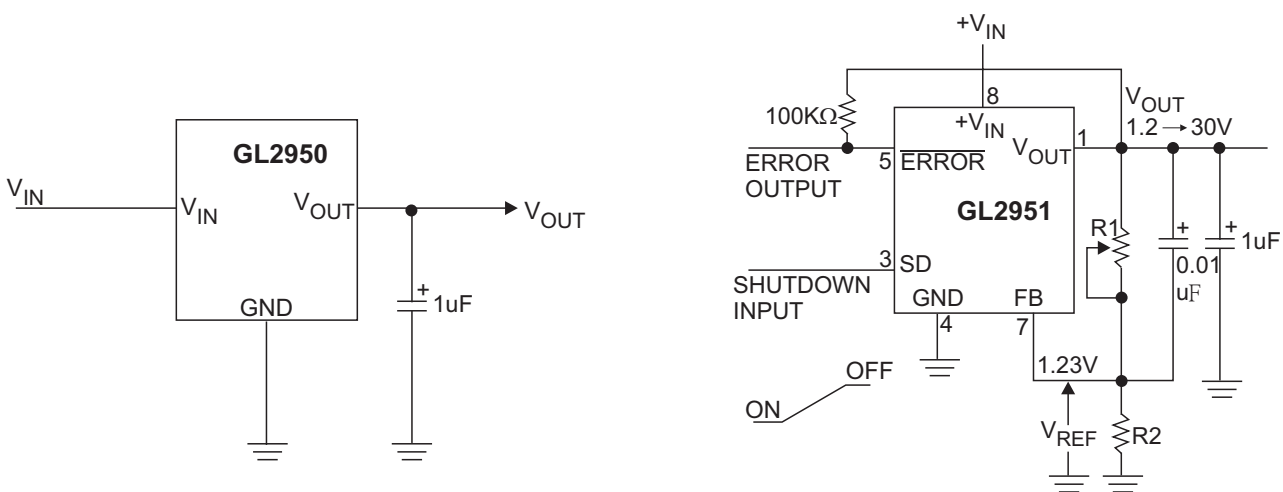 GL2950
V_IN
V_IN
V_OUT
V_OUT
GND
+
1uF
+V_IN
8
100KΩ
+V_IN
V_OUT
1
V_OUT
1.2 → 30V
ERROR
OUTPUT
5
ERROR
GL2951
R1
+
0.01
uF
+
1uF
3
SD
SHUTDOWN
INPUT
GND
4
FB
7
1.23V
OFF
ON
V_REF
R2